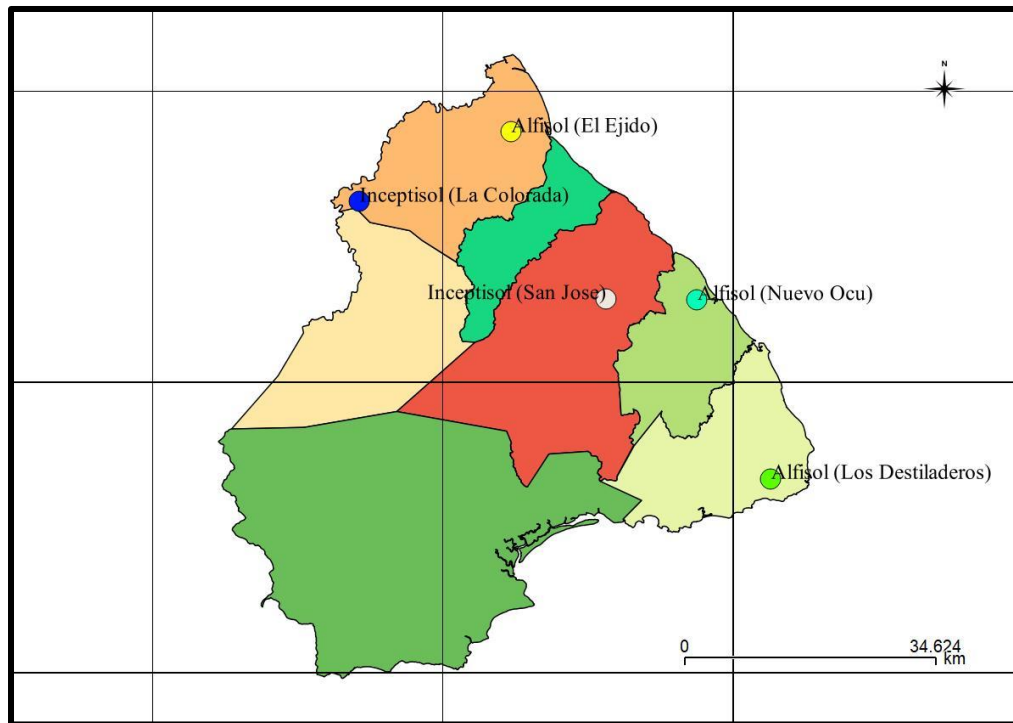 N
Alfisol (El Ejido)
Inceptisol (La Colorada)
Inceptisol (San Jose)
Alfisol (Nuevo Ocu)
Alfisol (Los Destiladeros)
0 34.624
km